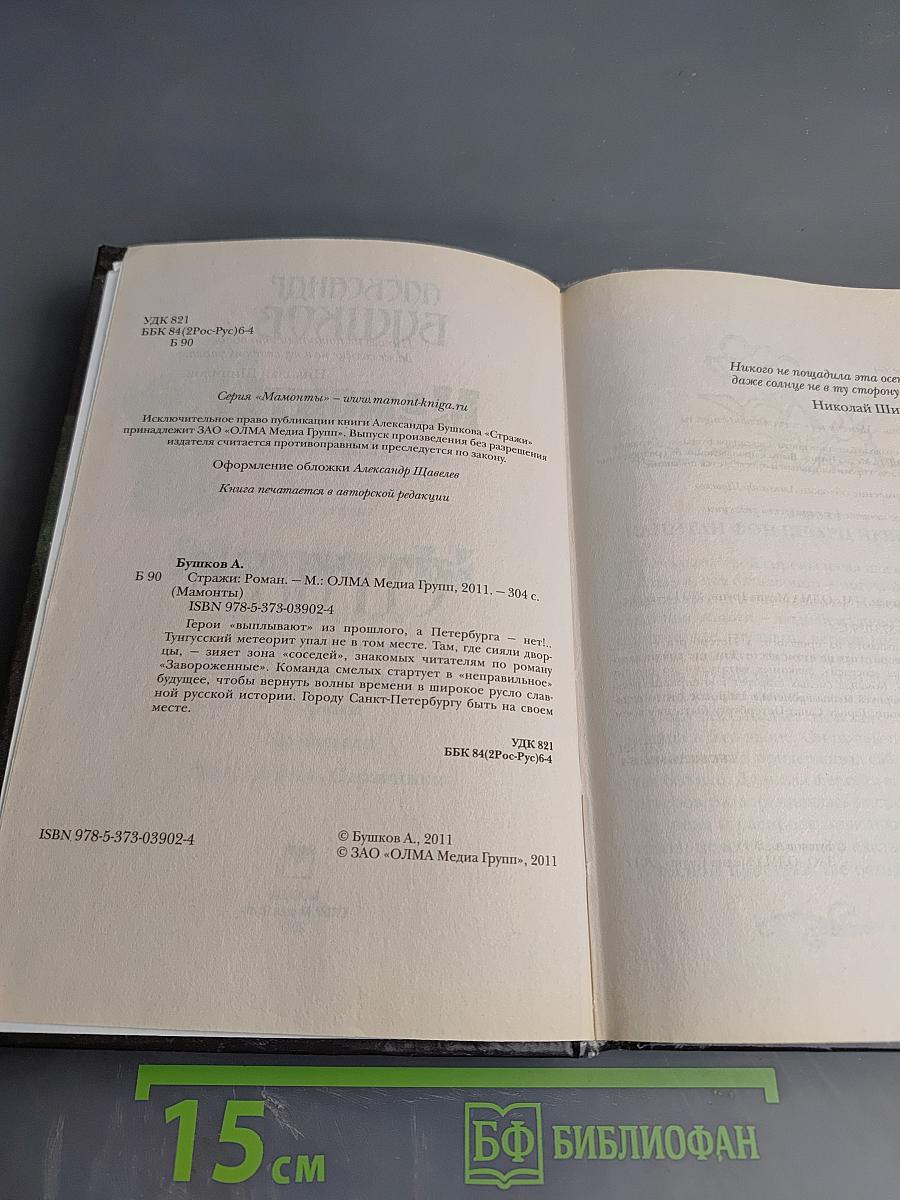 УДК 821
ББК 84(2Рос-Рус)6-4
Б 90
Серия «Мамонты» – www.mamont-kniga.ru
Исключительное право публикации книги Александра Бушкова «Стражи»
принадлежит ЗАО «ОЛМА Медиа Групп». Выпуск произведения без разрешения
издателя считается противоправным и преследуется по закону.
Оформление обложки Александр Щавелев
Книга печатается в авторской редакции
Бушков А.
Б 90 Стражи: Роман. – М.: ОЛМА Медиа Групп, 2011. – 304 с.
(Мамонты)
ISBN 978-5-373-03902-4
Герои «выплывают» из прошлого, а Петербурга – нет!..
Тунгусский метеорит упал не в том месте. Там, где сияли двор-
цы, – зияет зона «соседей», знакомых читателям по роману
«Завороженные». Команда смелых стартует в «неправильное»
будущее, чтобы вернуть волны времени в широкое русло слав-
ной русской истории. Городу Санкт-Петербургу быть на своем
месте.
УДК 821
ББК 84(2Рос-Рус)6-4
ISBN 978-5-373-03902-4
© Бушков А., 2011
© ЗАО «ОЛМА Медиа Групп», 2011
Никого не пощадила эта осе
даже солнце не в ту сторону
Николай Ши
15 см
БФ БИБЛИОФАН